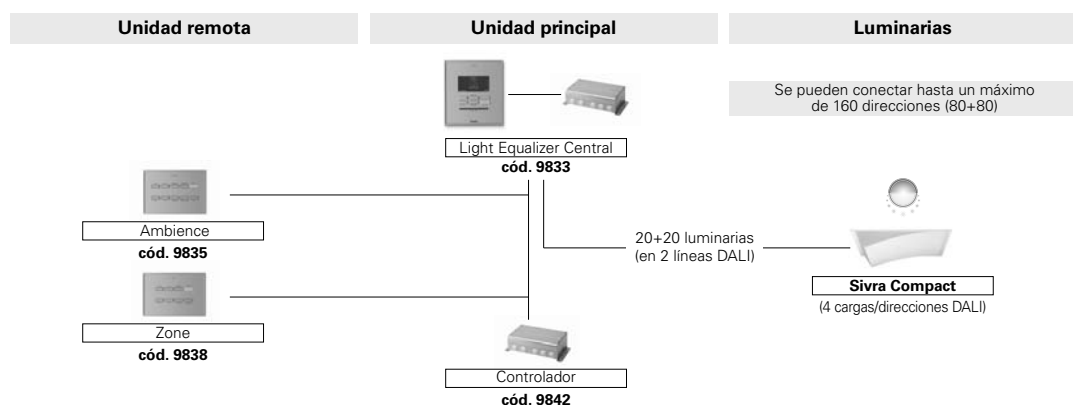 Unidad remota
Unidad principal
Luminarias
Se pueden conectar hasta un máximo
de 160 direcciones (80+80)
Light Equalizer Central
cód. 9833
Ambience
cód. 9835
20+20 luminarias
(en 2 líneas DALI)
Sivra Compact
(4 cargas/direcciones DALI)
Zone
cód. 9838
Controlador
cód. 9842